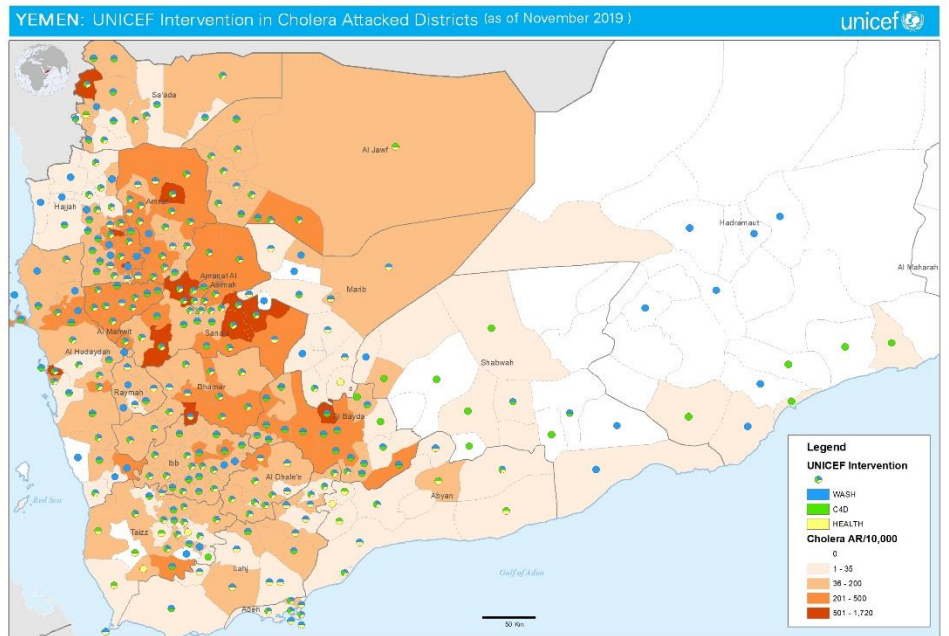 YEMEN: UNICEF Intervention in Cholera Attacked Districts (as of November 2019 )
unicef
Sa'ada
Al Jawf
Amran
Hajjah
Hadramaut
Al Maharah
Amanat Al
Asimah
Marib
Sana'a
Al Mahwit
Al Hudaydah
Shabwah
Raymah
Dhamar
Al Bayda
Ibb
Al Dhale'e
Abyan
Red Sea
Taizz
Lahj
Aden
Gulf of Aden
50 Km
Legend
UNICEF Intervention
WASH
C4D
HEALTH
Cholera AR/10,000
0
1 - 35
36 - 200
201 - 500
501 - 1,720